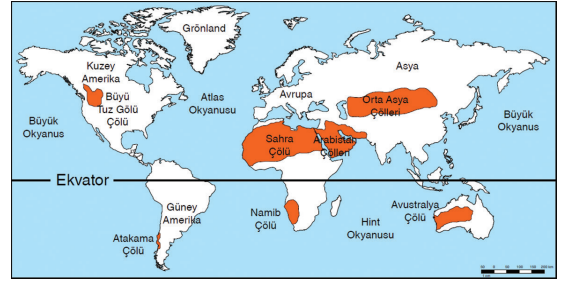 Grönland
Kuzey
Amerika
Asya
Büyü
Tuz Gölü
Çölü
Atlas
Okyanusu
Avrupa
Orta Asya
Çölleri
Büyük
Okyanus
Büyük
Okyanus
Sahra
Çölü
Arabistan
Çölleri
Ekvator
Güney
Amerika
Namib
Çölü
Hint
Okyanusu
Avustralya
Çölü
Atakama
Çölü